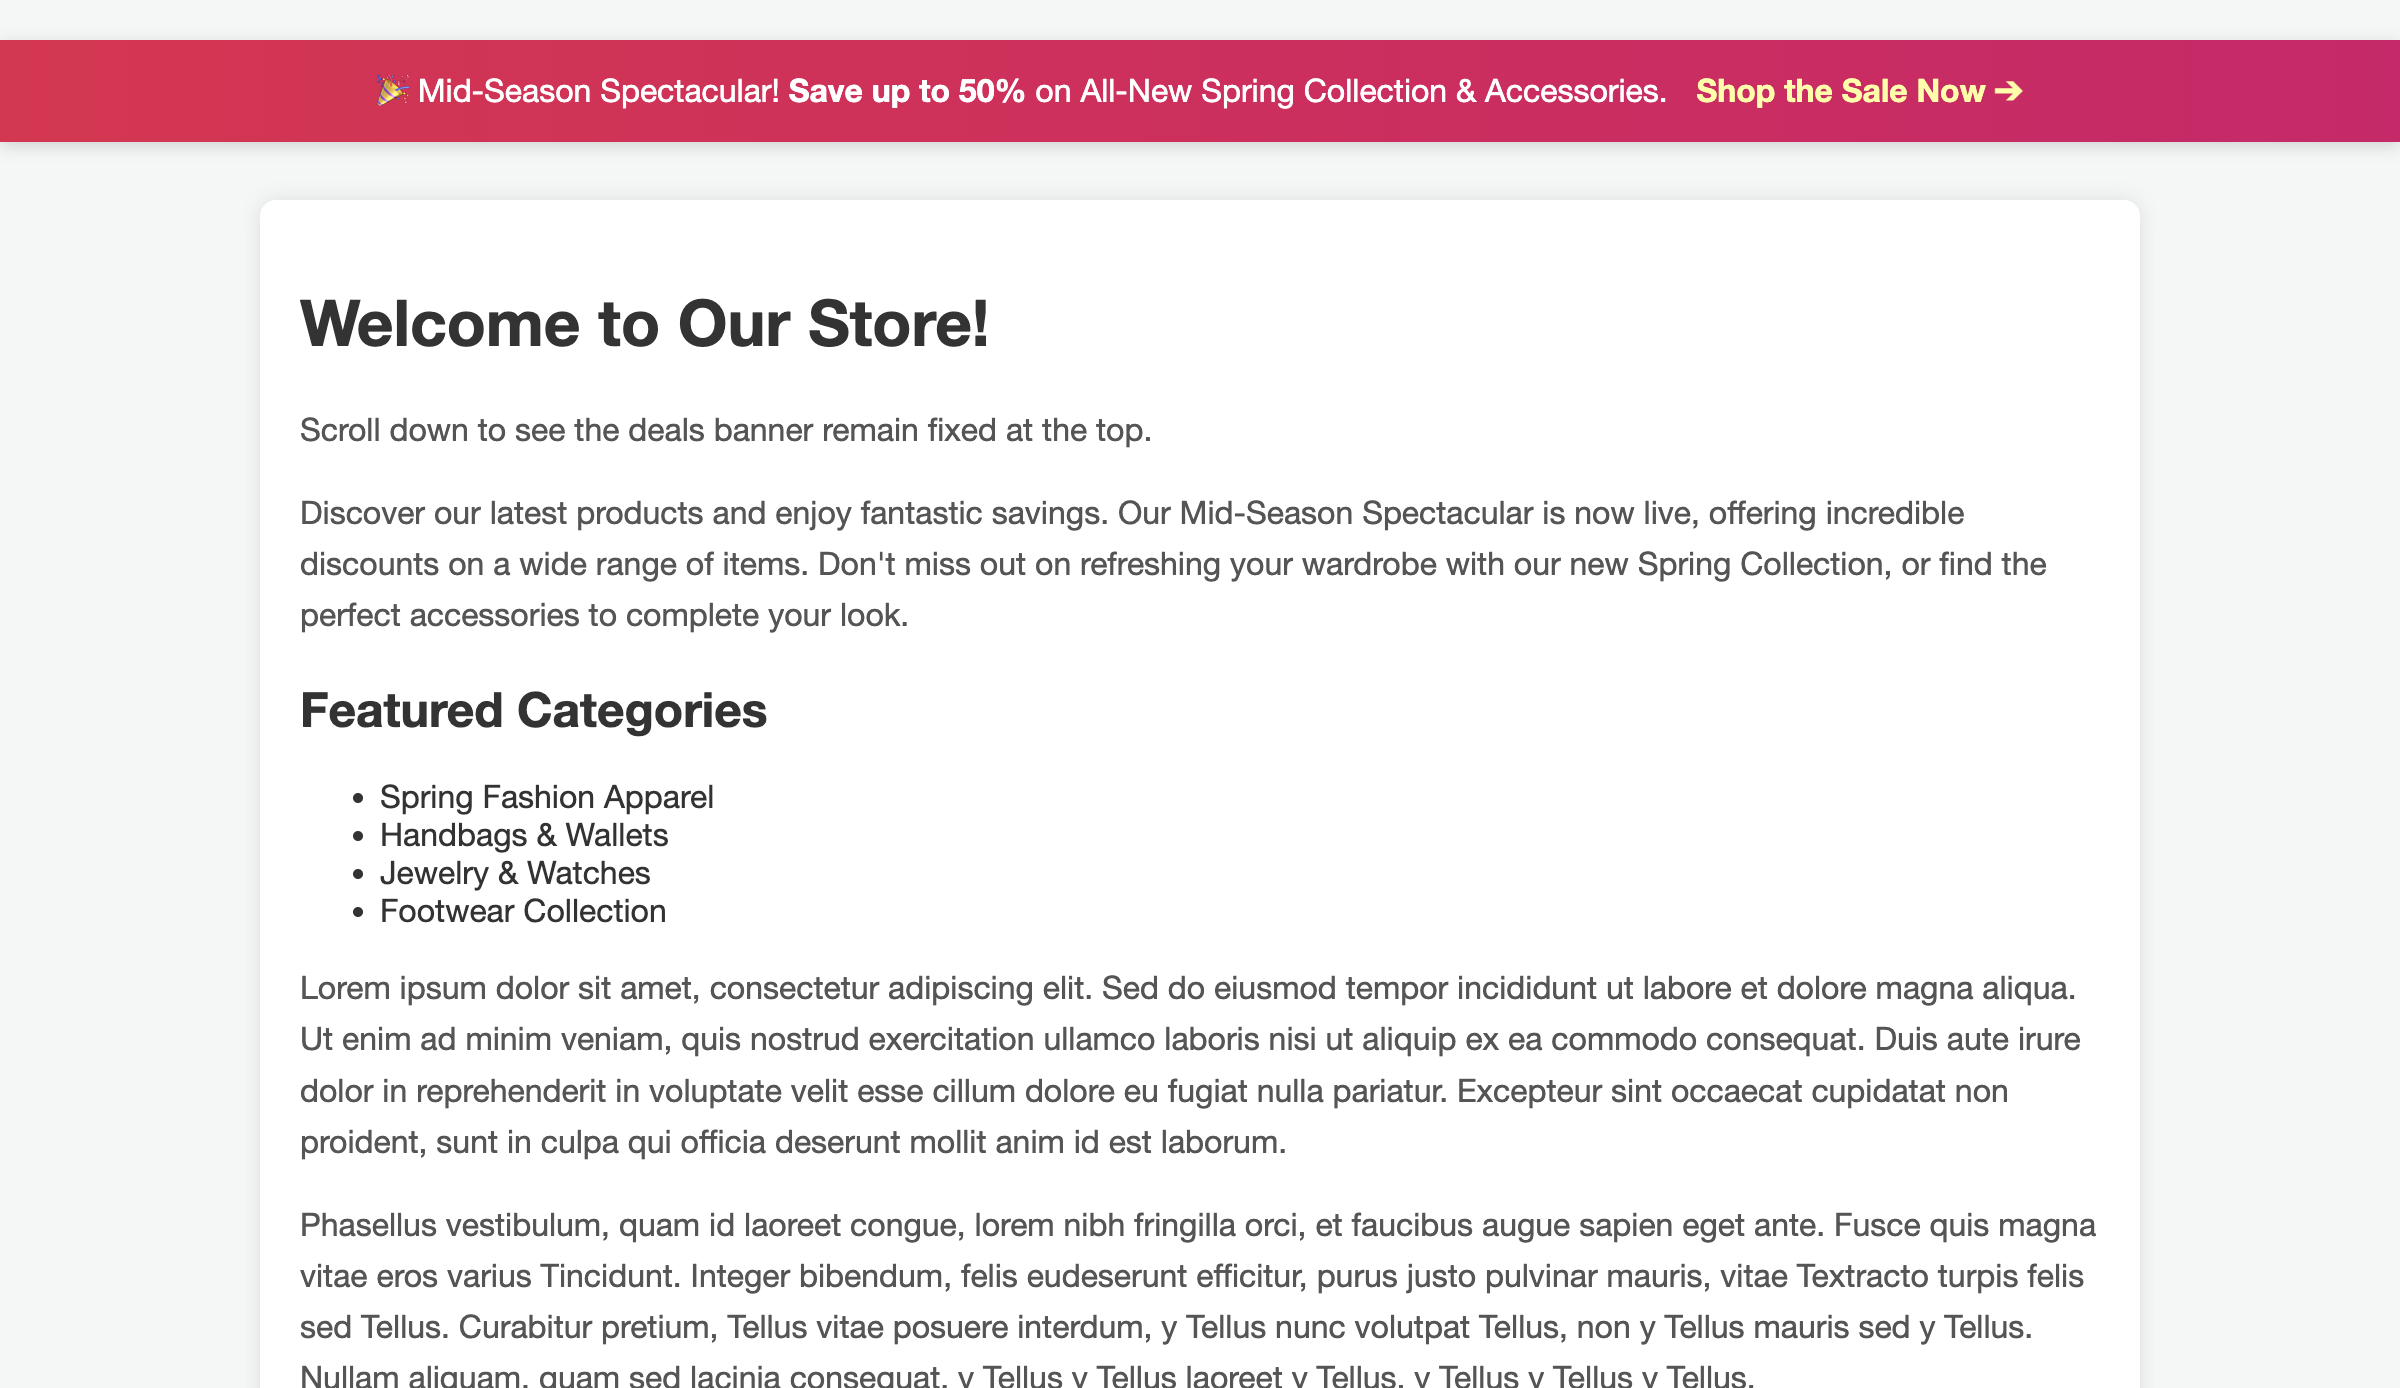 🎉 Mid-Season Spectacular! Save up to 50% on All-New Spring Collection & Accessories. Shop the Sale Now ➔
Welcome to Our Store!
Scroll down to see the deals banner remain fixed at the top.
Discover our latest products and enjoy fantastic savings. Our Mid-Season Spectacular is now live, offering incredible
discounts on a wide range of items. Don't miss out on refreshing your wardrobe with our new Spring Collection, or find the
perfect accessories to complete your look.
Featured Categories
• Spring Fashion Apparel
• Handbags & Wallets
• Jewelry & Watches
• Footwear Collection
Lorem ipsum dolor sit amet, consectetur adipiscing elit. Sed do eiusmod tempor incididunt ut labore et dolore magna aliqua.
Ut enim ad minim veniam, quis nostrud exercitation ullamco laboris nisi ut aliquip ex ea commodo consequat. Duis aute irure
dolor in reprehenderit in voluptate velit esse cillum dolore eu fugiat nulla pariatur. Excepteur sint occaecat cupidatat non
proident, sunt in culpa qui officia deserunt mollit anim id est laborum.
Phasellus vestibulum, quam id laoreet congue, lorem nibh fringilla orci, et faucibus augue sapien eget ante. Fusce quis magna
vitae eros varius Tincidunt. Integer bibendum, felis eudeserunt efficitur, purus justo pulvinar mauris, vitae Textracto turpis felis
sed Tellus. Curabitur pretium, Tellus vitae posuere interdum, y Tellus nunc volutpat Tellus, non y Tellus mauris sed y Tellus.
Nullam aliquam, quam sed lacinia consequat, y Tellus y Tellus laoreet y Tellus, y Tellus y Tellus y Tellus.